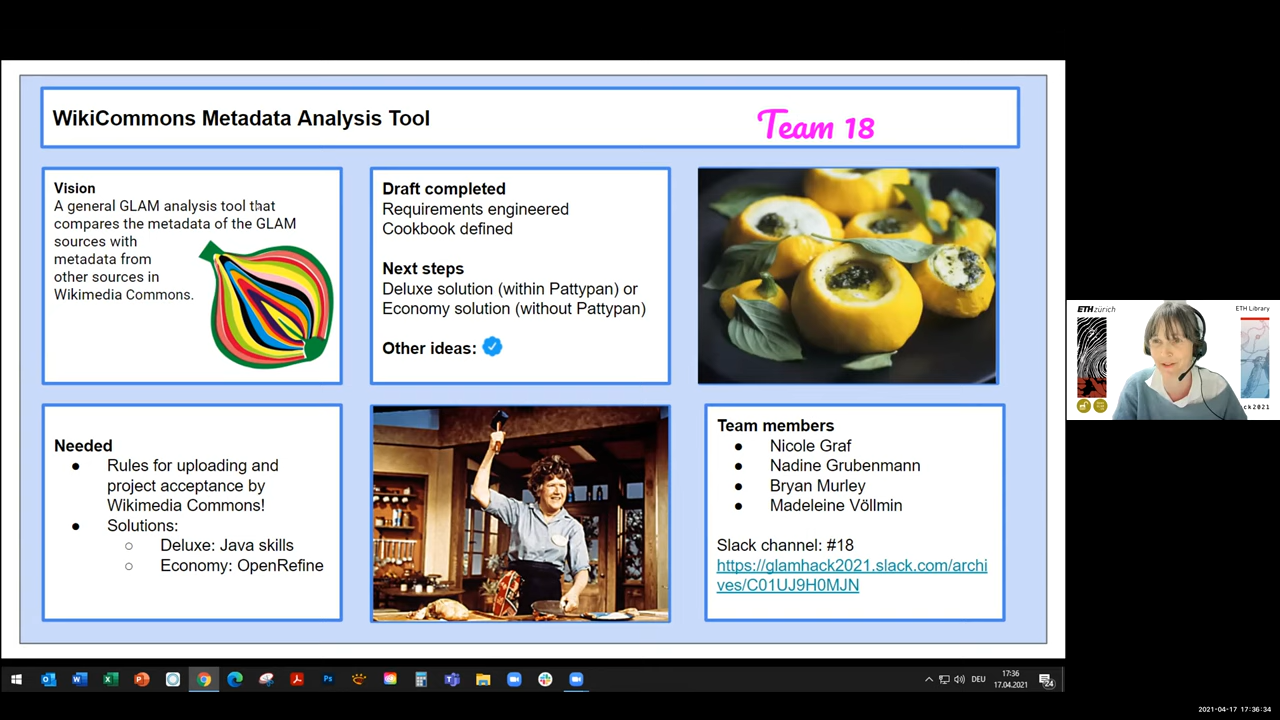 WikiCommons Metadata Analysis Tool
Team 18
Vision
A general GLAM analysis tool that
compares the metadata of the GLAM
sources with
metadata from
other sources in
Wikimedia Commons.
Draft completed
Requirements engineered
Cookbook defined
Next steps
Deluxe solution (within Pattypan) or
Economy solution (without Pattypan)
Other ideas:
Needed
● Rules for uploading and
project acceptance by
Wikimedia Commons!
● Solutions:
○ Deluxe: Java skills
○ Economy: OpenRefine
Team members
● Nicole Graf
● Nadine Grubenmann
● Bryan Murley
● Madeleine Völlmin
Slack channel: #18
https://glamhack2021.slack.com/archi
ves/C01UJ9H0MJN
ETHzürich
ETH Library
ck2021
DEU
17:36
17.04.2021
24
2021-04-17 17:36:34